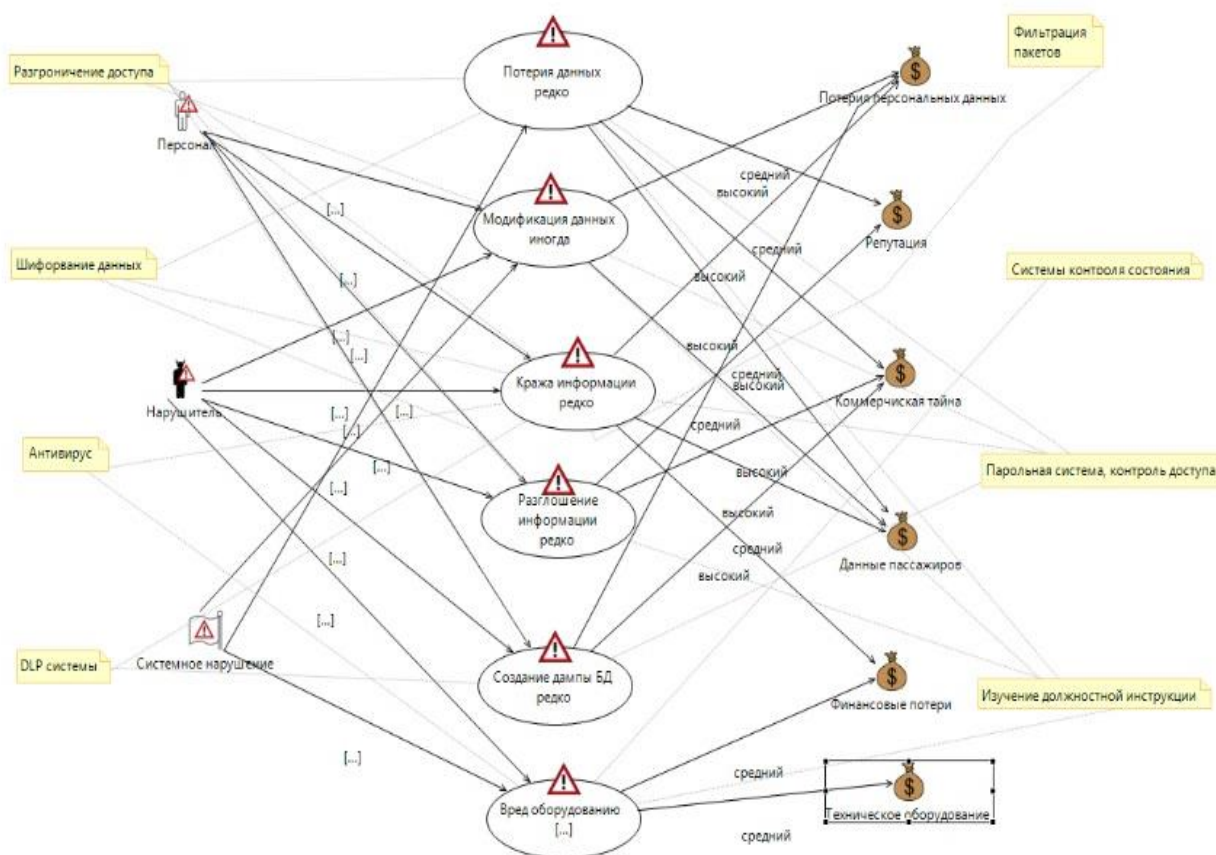 Фильтрация
пакетов
Разгроничение доступа
Потерия данных
редко
Потерия персональных данных
Персонал
средний
высокий
[...]
Модификация данных
иногда
Репутация
средний
Шифорвание данных
[...]
высокий
Системы контроля состояния
[...]
[...]
высокий
средний
высокий
Кража информации
редко
Коммерчиская тайна
Нарушитель
[...]
[...]
[...]
средний
Антивирус
[...]
высокий
Парольная система, контроль доступа
[...]
Разглошение
информации
редко
высокий
[...]
средний
Данные пассажиров
высокий
[...]
DLP системы
Системное нарушение
Создание дампы БД
редко
Изучение должностной инструкции
Финансовые потери
[...]
средний
Вред оборудованию
[...]
Техническое оборудование
средний